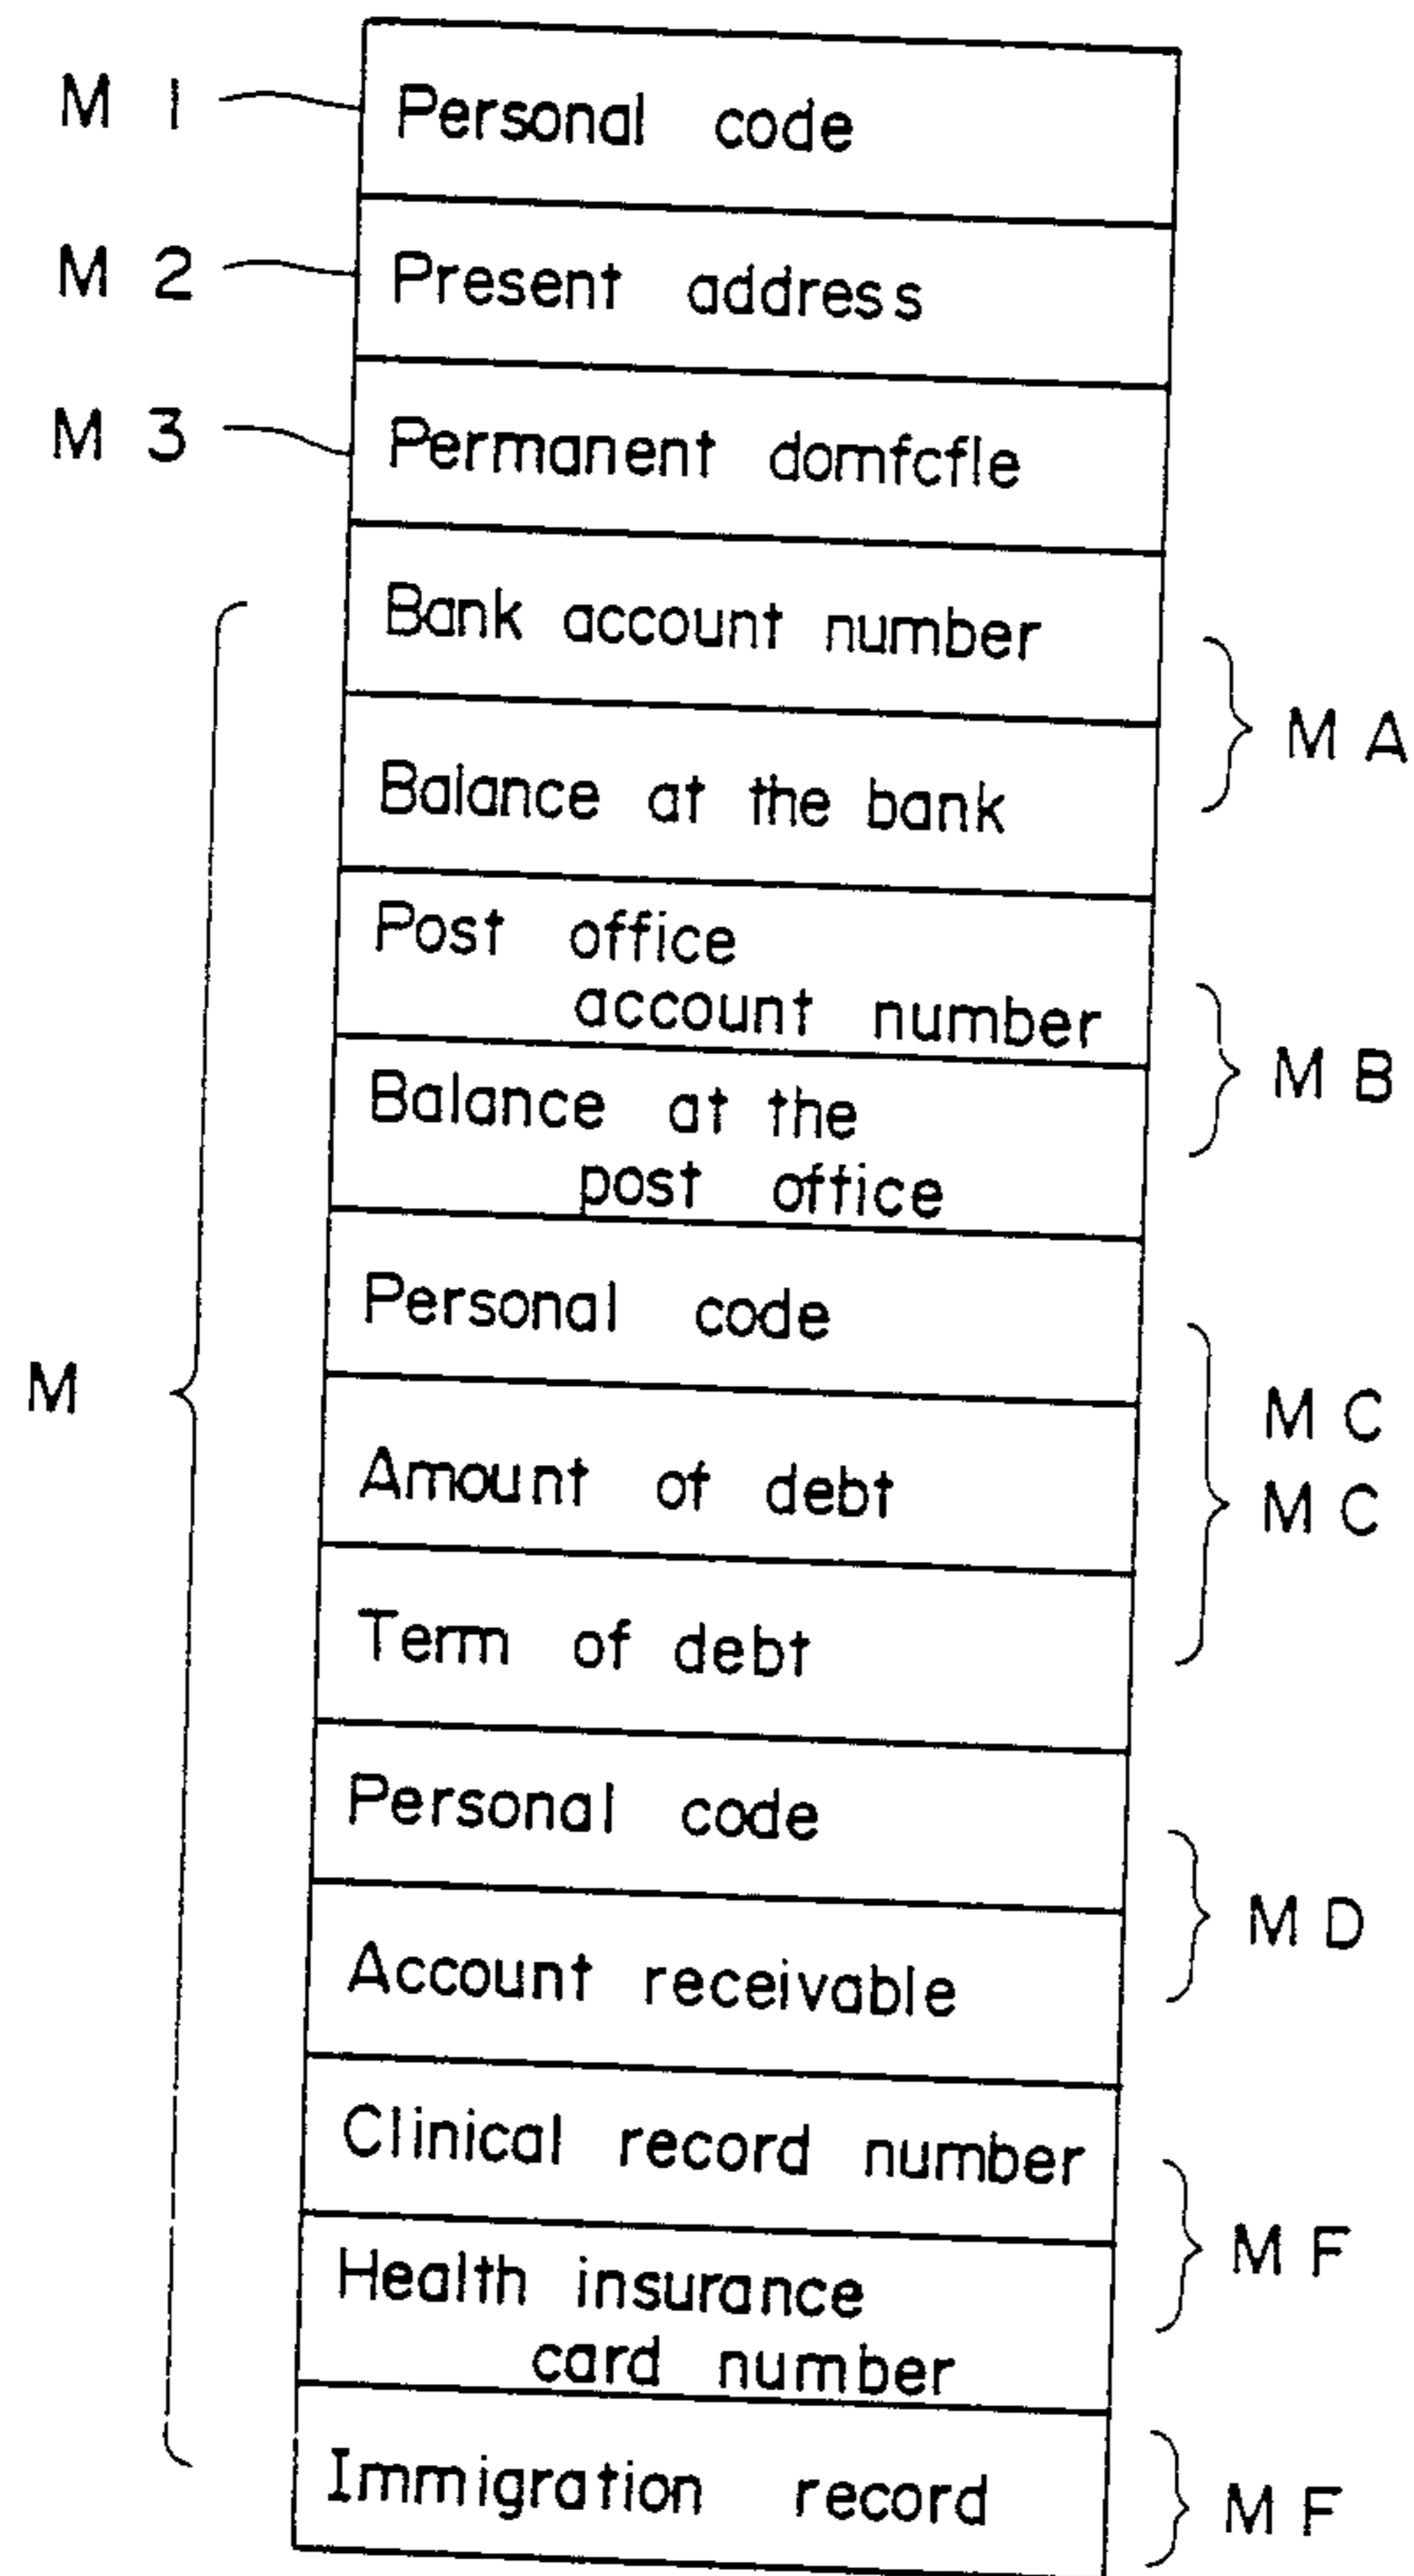 M 1 Personal code
M 2 Present address
M 3 Permanent domfcfle
Bank account number
M A
Balance at the bank
Post office
account number
M B
Balance at the
post office
Personal code
M
M C
Amount of debt
M C
Term of debt
Personal code
M D
Account receivable
Clinical record number
M F
Health insurance
card number
Immigration record
M F